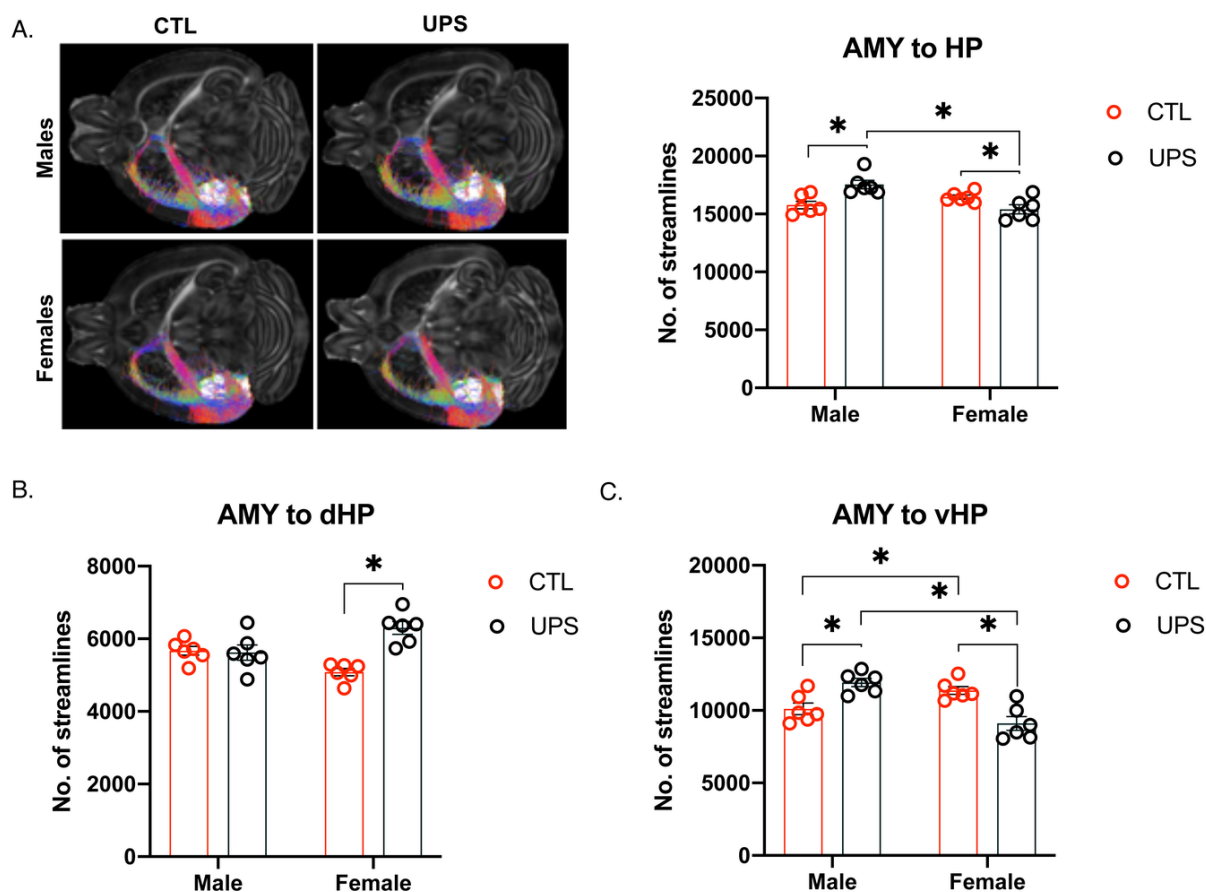 A.
CTL
UPS
Males
Females
AMY to HP
No. of streamlines
25000
20000
15000
10000
5000
0
Male
Female
*
*
*
CTL
UPS
B.
AMY to dHP
No. of streamlines
8000
6000
4000
2000
0
Male
Female
*
CTL
UPS
C.
AMY to vHP
No. of streamlines
20000
15000
10000
5000
0
Male
Female
*
*
*
*
CTL
UPS